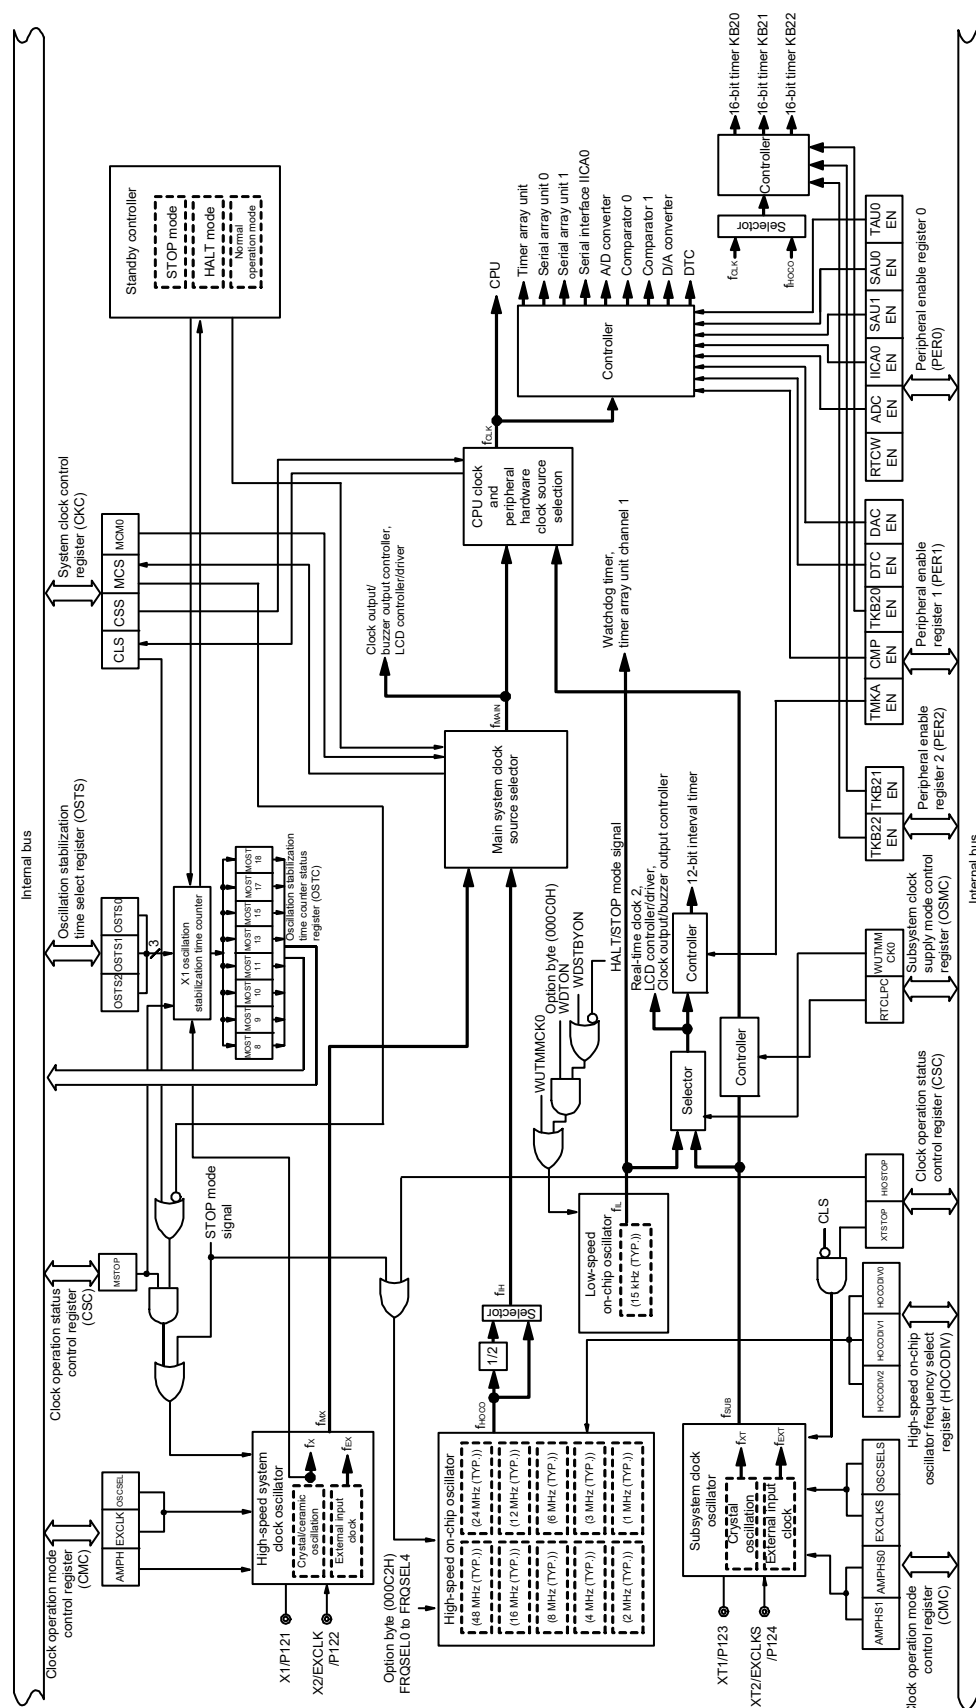 Internal bus
Clock operation mode
control register
(CMC)
AMPH
EXCLK
OSCSEL
Clock operation status
control register
(CSC)
MSTOP
Oscillation stabilization
time select register (OSTS)
OSTS2
OSTS1
OSTS0
3
X1 oscillation
stabilization time counter
MOST
8
MOST
9
MOST
10
MOST
11
MOST
13
MOST
15
MOST
17
MOST
18
Oscillation stabilization
time counter status
register (OSTC)
System clock control
register (CKC)
CLS
CSS
MCS
MCM0
Standby controller
STOP mode
HALT mode
Normal
operation mode
STOP mode
signal
High-speed system
clock oscillator
Crystal/ceramic
oscillation
fX
External input
clock
fEX
fMX
X1/P121
X2/EXCLK
/P122
Option byte (000C2H)
FRQSEL0 to FRQSEL4
High-speed on-chip oscillator
(48 MHz (TYP.))
(24 MHz (TYP.))
(16 MHz (TYP.))
(12 MHz (TYP.))
(8 MHz (TYP.))
(6 MHz (TYP.))
(4 MHz (TYP.))
(3 MHz (TYP.))
(2 MHz (TYP.))
(1 MHz (TYP.))
fHOCO
1/2
Selector
fIH
Main system clock
source selector
fMAIN
Clock output/
buzzer output controller,
LCD controller/driver
CPU clock
and
peripheral
hardware
clock source
selection
fCLK
CPU
Controller
Timer array unit
Serial array unit 0
Serial array unit 1
Serial interface IICA0
A/D converter
Comparator 0
Comparator 1
D/A converter
DTC
fCLK
fHOCO
Selector
Controller
16-bit timer KB20
16-bit timer KB21
16-bit timer KB22
WUTMMCK0
Option byte (000C0H)
WDTON
WDSTBYON
HALT/STOP mode signal
Low-speed
on-chip oscillator
(15 kHz (TYP.))
fIL
Watchdog timer,
timer array unit channel 1
Real-time clock 2,
LCD controller/driver,
Clock output/buzzer output controller
Selector
Controller
12-bit interval timer
Controller
XT1/P123
XT2/EXCLKS
/P124
Subsystem clock
oscillator
Crystal
oscillation
fXT
External input
clock
fEXT
fSUB
CLS
AMPHS1
AMPHS0
EXCLKS
OSCSELS
Clock operation mode
control register
(CMC)
HOCODIV2
HOCODIV1
HOCODIV0
High-speed on-chip
oscillator frequency select
register (HOCODIV)
XTSTOP
HIOSTOP
Clock operation status
control register (CSC)
RTCLPC
WUTMM
CK0
Subsystem clock
supply mode control
register (OSMC)
TKB22
EN
TKB21
EN
Peripheral enable
register 2 (PER2)
TMKA
EN
CMP
EN
TKB20
EN
DTC
EN
DAC
EN
Peripheral enable
register 1 (PER1)
RTCW
EN
ADC
EN
IICA0
EN
SAU1
EN
SAU0
EN
TAU0
EN
Peripheral enable register 0
(PER0)
Internal bus